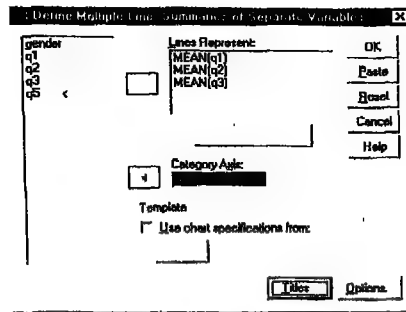 Define Multiple Line: Summaries of Separate Variables
gender
q1
q2
q3
q5
Lines Represent:
MEAN(q1)
MEAN(q2)
MEAN(q3)
Category Axis:
Template
Use chart specifications from:
OK
Paste
Reset
Cancel
Help
Titles
Options